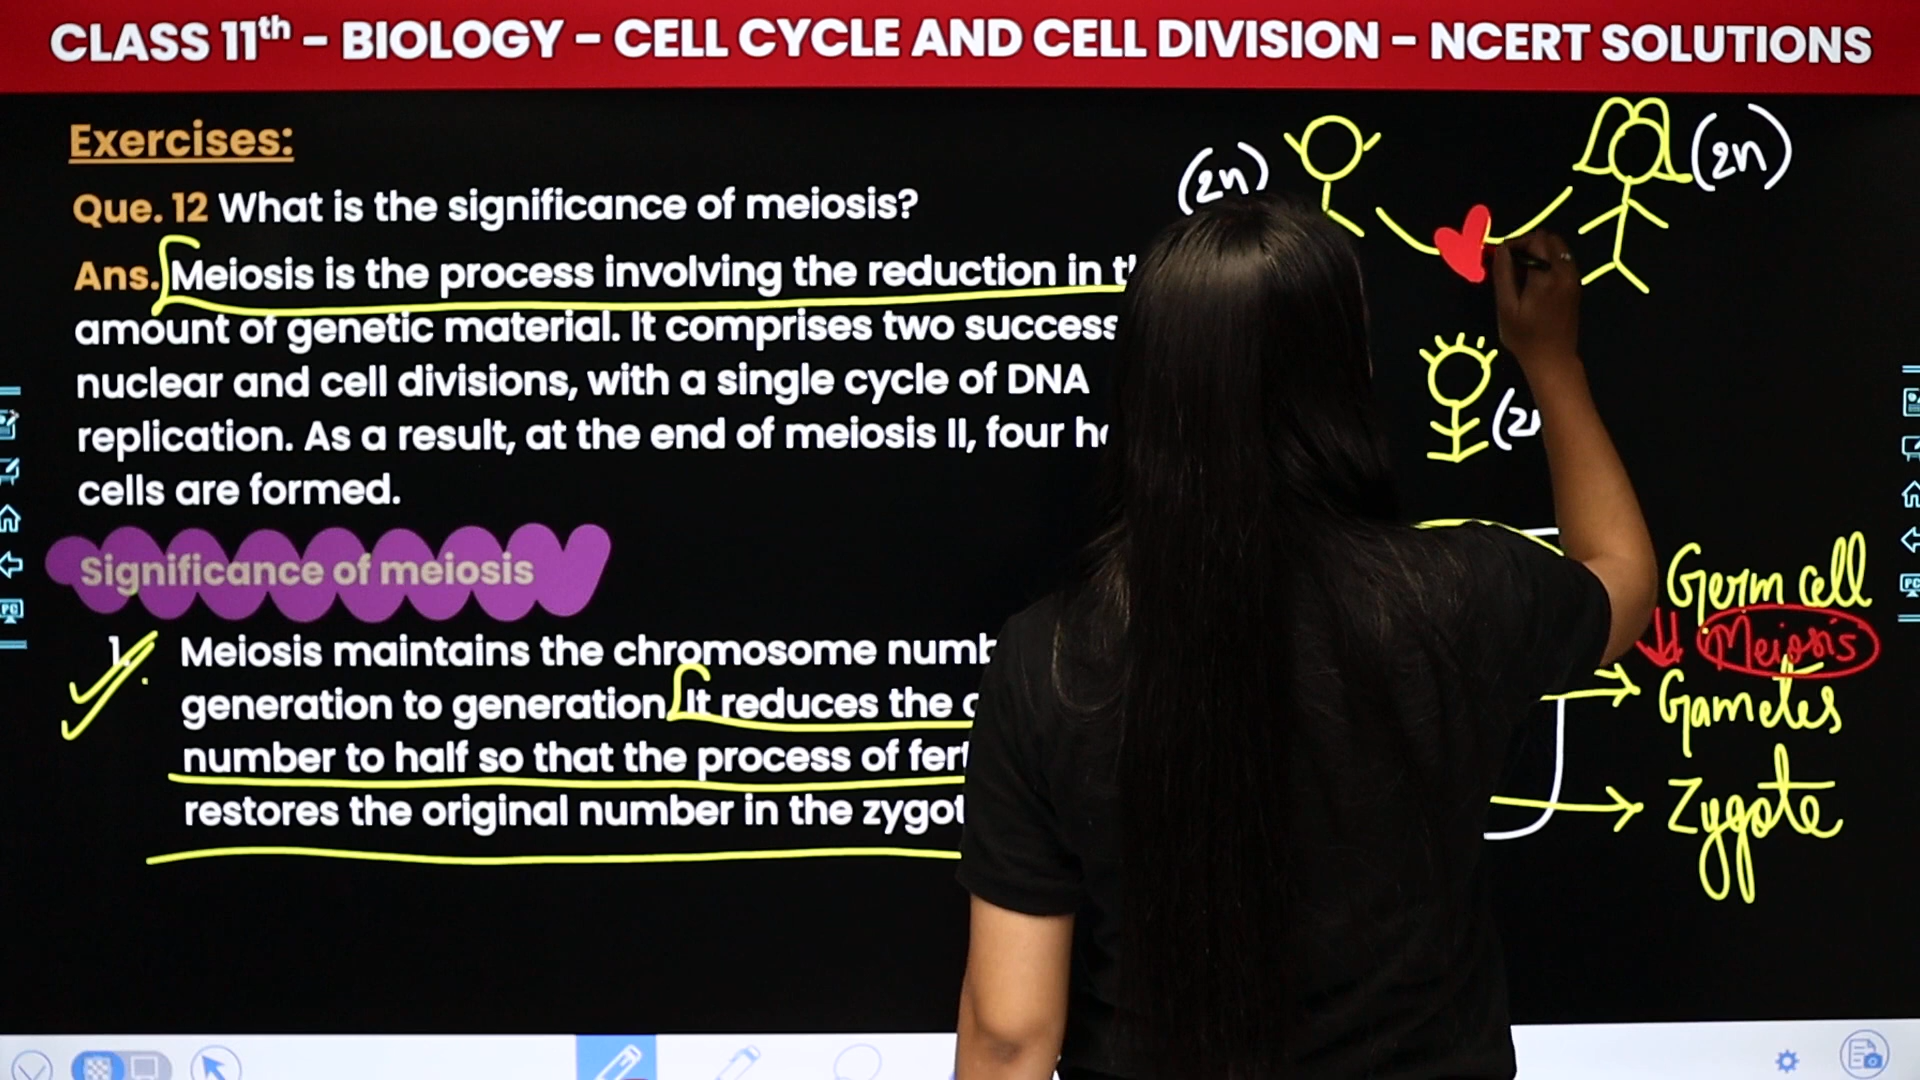 CLASS 11th - BIOLOGY - CELL CYCLE AND CELL DIVISION - NCERT SOLUTIONS
Exercises:
Que. 12 What is the significance of meiosis?
Ans. Meiosis is the process involving the reduction in
amount of genetic material. It comprises two
nuclear and cell divisions, with a single cycle of DNA
replication. As a result, at the end of meiosis II, four
cells are formed.
Significance of meiosis
1. Meiosis maintains the chromosome
generation to generation. It reduces the
number to half so that the process of
restores the original number in the
(2n)
(2n)
Germ cell
Meiosis
Gametes
Zygote
PC
PC